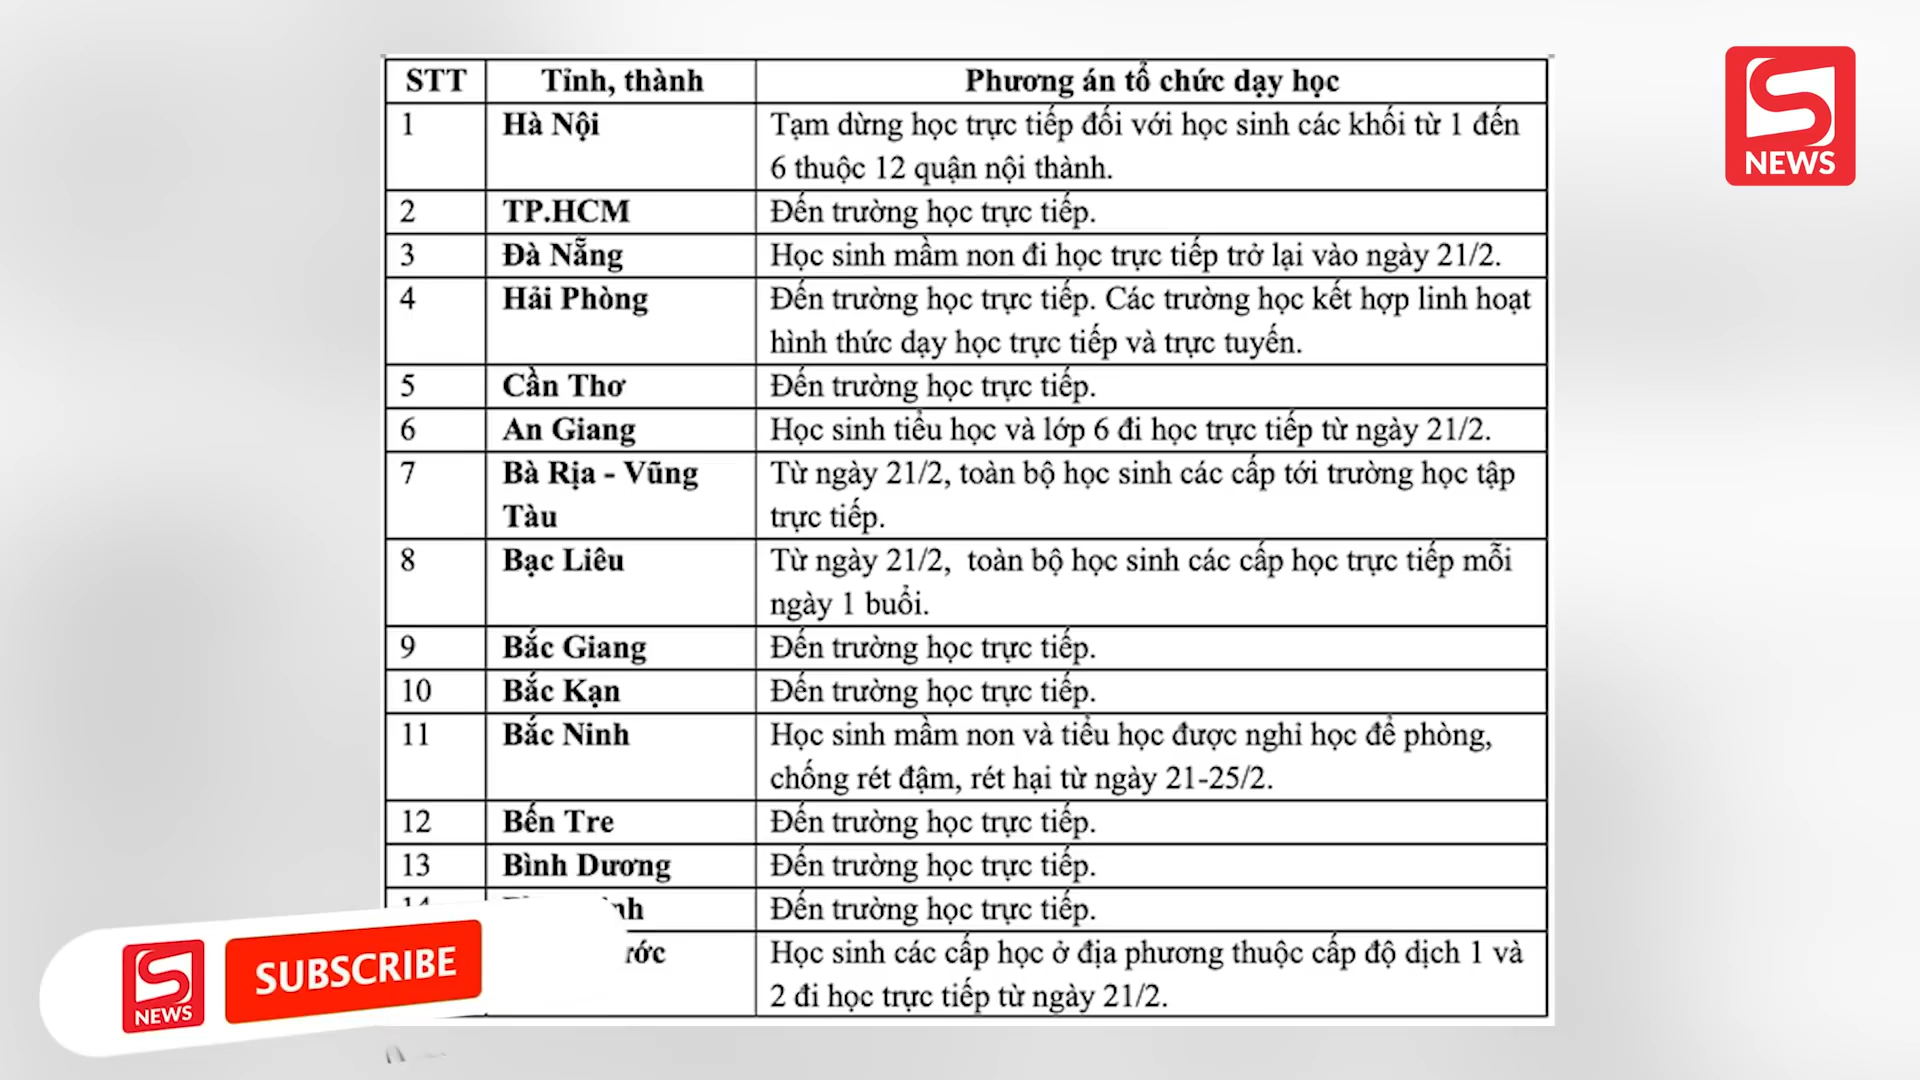 STT Tỉnh, thành Phương án tổ chức dạy học
1 Hà Nội Tạm dừng học trực tiếp đối với học sinh các khối từ 1 đến
6 thuộc 12 quận nội thành.
2 TP.HCM Đến trường học trực tiếp.
3 Đà Nẵng Học sinh mầm non đi học trực tiếp trở lại vào ngày 21/2.
4 Hải Phòng Đến trường học trực tiếp. Các trường học kết hợp linh hoạt
hình thức dạy học trực tiếp và trực tuyến.
5 Cần Thơ Đến trường học trực tiếp.
6 An Giang Học sinh tiểu học và lớp 6 đi học trực tiếp từ ngày 21/2.
7 Bà Rịa - Vũng Từ ngày 21/2, toàn bộ học sinh các cấp tới trường học tập
Tàu trực tiếp.
8 Bạc Liêu Từ ngày 21/2, toàn bộ học sinh các cấp học trực tiếp mỗi
ngày 1 buổi.
9 Bắc Giang Đến trường học trực tiếp.
10 Bắc Kạn Đến trường học trực tiếp.
11 Bắc Ninh Học sinh mầm non và tiểu học được nghỉ học để phòng,
chống rét đậm, rét hại từ ngày 21-25/2.
12 Bến Tre Đến trường học trực tiếp.
13 Bình Dương Đến trường học trực tiếp.
Đến trường học trực tiếp.
Học sinh các cấp học ở địa phương thuộc cấp độ dịch 1 và
2 đi học trực tiếp từ ngày 21/2.
S NEWS
S NEWS
SUBSCRIBE